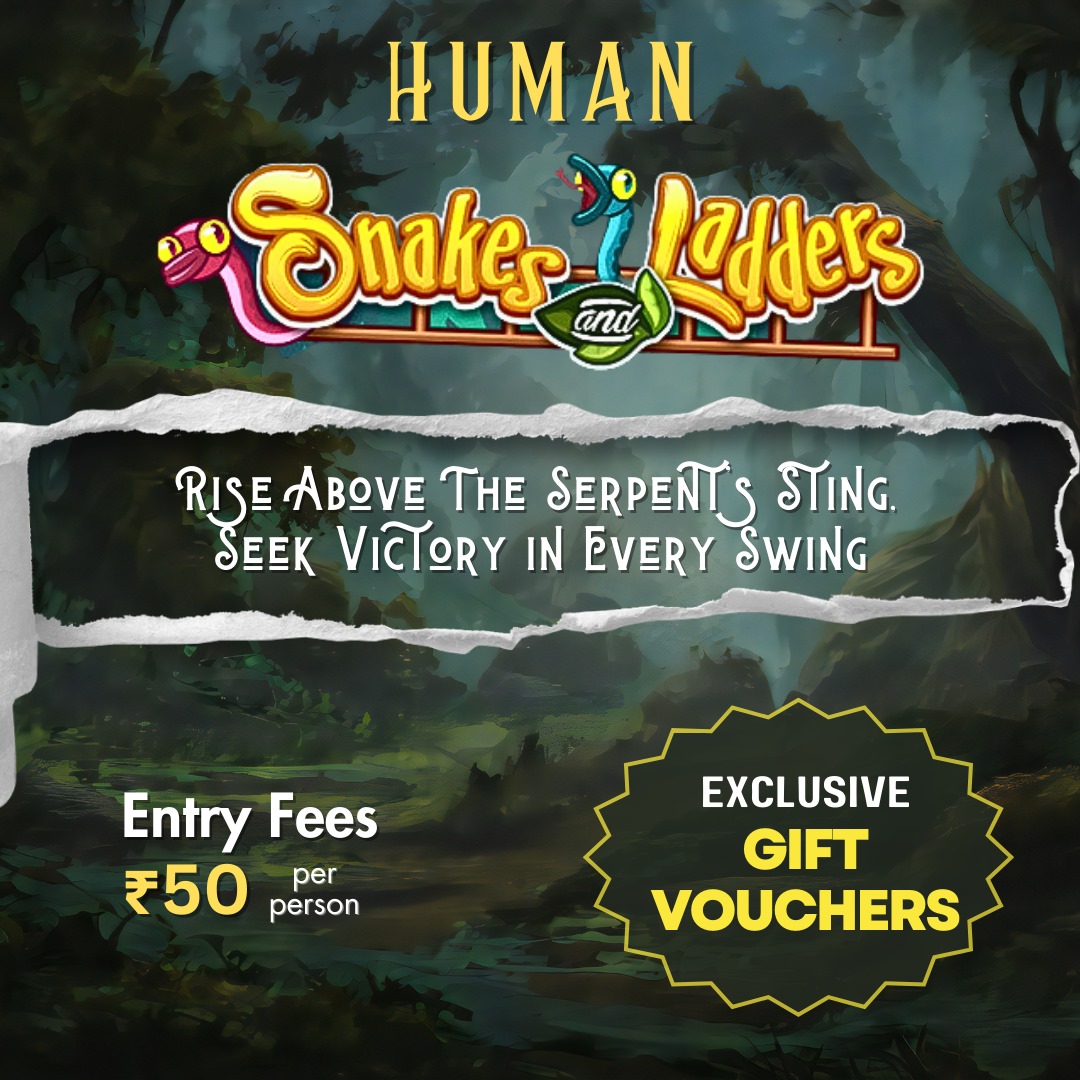 HUMAN
Snakes and Ladders
Rise Above The Serpent's Sting,
Seek Victory in Every Swing
Entry Fees
₹50 per person
EXCLUSIVE
GIFT
VOUCHERS